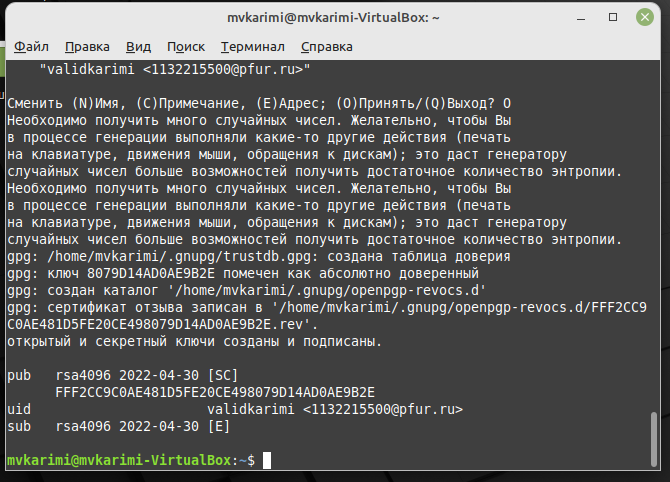 mvkarimi@mvkarimi-VirtualBox: ~
Файл Правка Вид Поиск Терминал Справка
"validkarimi <1132215500@pfur.ru>"
Сменить (N)Имя, (C)Примечание, (E)Адрес; (O)Принять/(Q)Выход? O
Необходимо получить много случайных чисел. Желательно, чтобы Вы
в процессе генерации выполняли какие-то другие действия (печать
на клавиатуре, движения мыши, обращения к дискам); это даст генератору
случайных чисел больше возможностей получить достаточное количество энтропии.
Необходимо получить много случайных чисел. Желательно, чтобы Вы
в процессе генерации выполняли какие-то другие действия (печать
на клавиатуре, движения мыши, обращения к дискам); это даст генератору
случайных чисел больше возможностей получить достаточное количество энтропии.
gpg: /home/mvkarimi/.gnupg/trustdb.gpg: создана таблица доверия
gpg: ключ 8079D14AD0AE9B2E помечен как абсолютно доверенный
gpg: создан каталог '/home/mvkarimi/.gnupg/openpgp-revocs.d'
gpg: сертификат отзыва записан в '/home/mvkarimi/.gnupg/openpgp-revocs.d/FFF2CC9
C0AE481D5FE20CE498079D14AD0AE9B2E.rev'.
открытый и секретный ключи созданы и подписаны.
pub rsa4096 2022-04-30 [SC]
FFF2CC9C0AE481D5FE20CE498079D14AD0AE9B2E
uid validkarimi <1132215500@pfur.ru>
sub rsa4096 2022-04-30 [E]
mvkarimi@mvkarimi-VirtualBox:~$